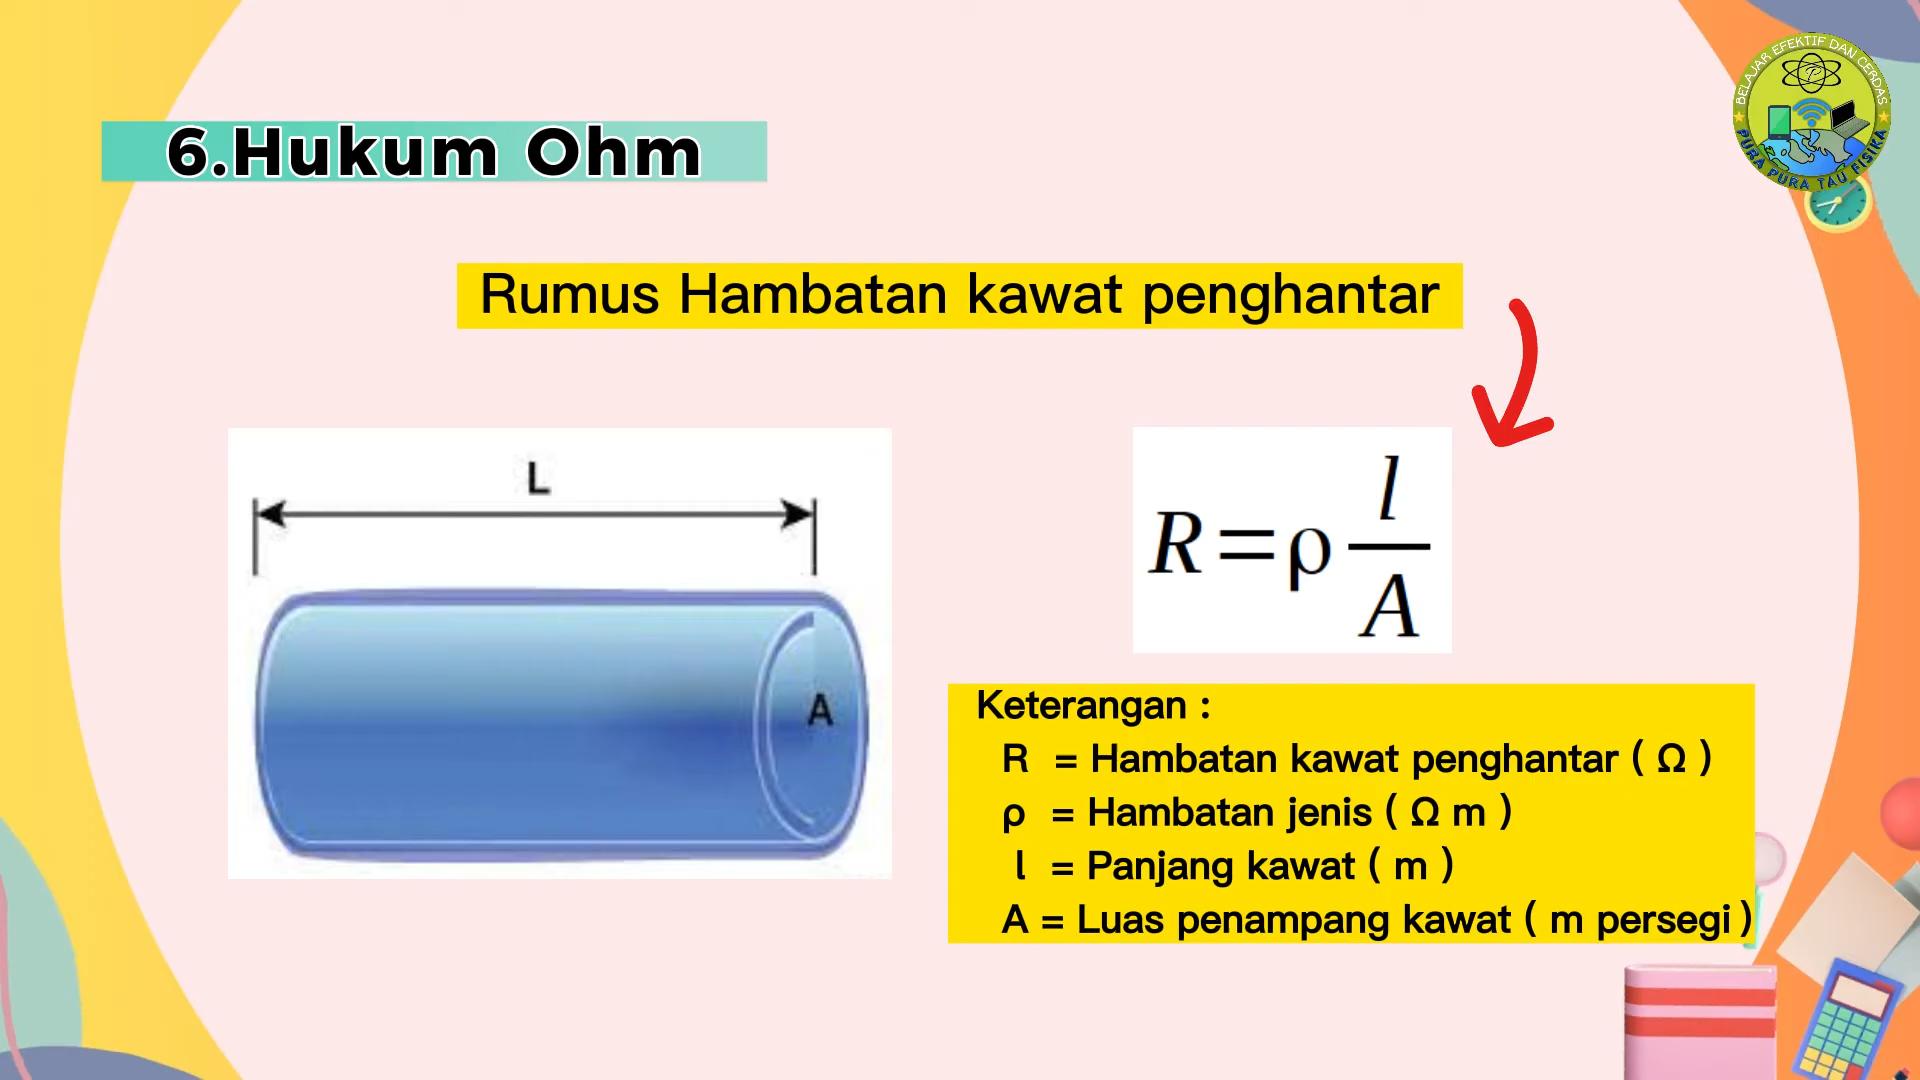 BELAJAR EFEKTIF DAN CERDAS
PURA PURA TAU FISIKA
6.Hukum Ohm
Rumus Hambatan kawat penghantar
L
A
R = ρ l / A
Keterangan :
R = Hambatan kawat penghantar ( Ω )
ρ = Hambatan jenis ( Ω m )
l = Panjang kawat ( m )
A = Luas penampang kawat ( m persegi )